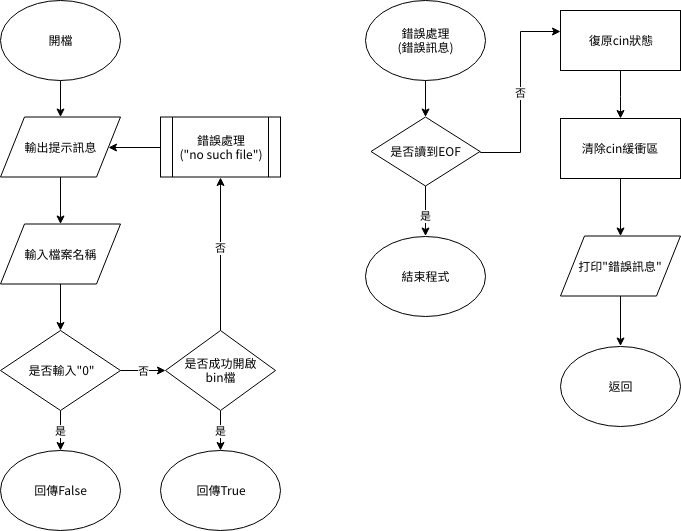 開檔
輸出提示訊息
錯誤處理
("no such file")
輸入檔案名稱
否
是否輸入"0"
否
是否成功開啟
bin檔
是
是
回傳False
回傳True
錯誤處理
(錯誤訊息)
是否讀到EOF
否
是
結束程式
復原cin狀態
清除cin緩衝區
打印"錯誤訊息"
返回